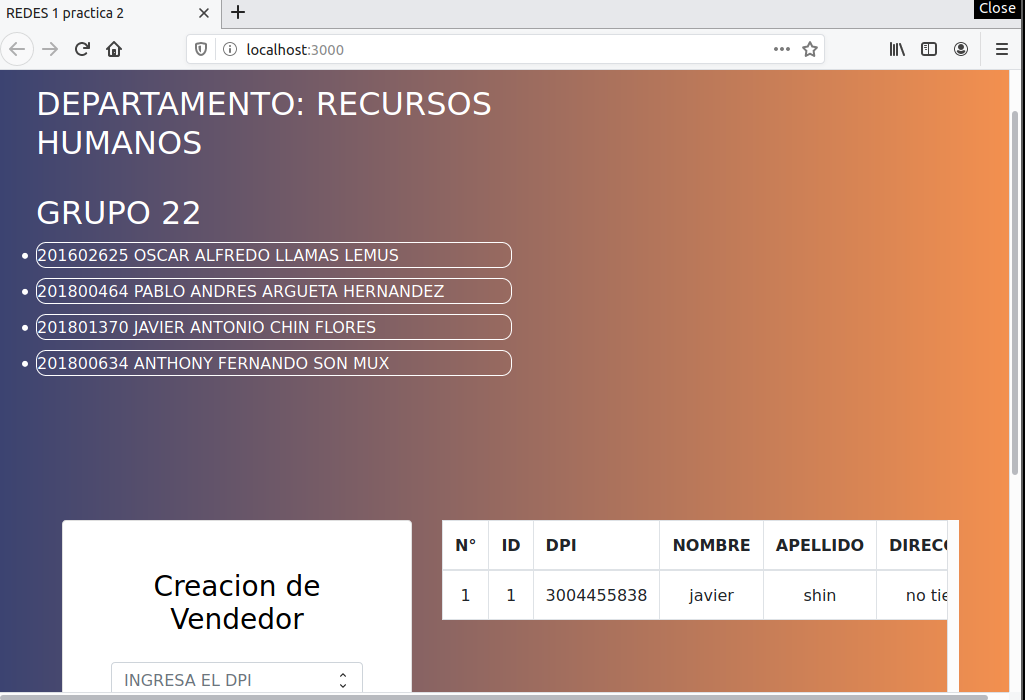 Close
REDES 1 practica 2
localhost:3000
DEPARTAMENTO: RECURSOS
HUMANOS
GRUPO 22
201602625 OSCAR ALFREDO LLAMAS LEMUS
201800464 PABLO ANDRES ARGUETA HERNANDEZ
201801370 JAVIER ANTONIO CHIN FLORES
201800634 ANTHONY FERNANDO SON MUX
Creacion de
Vendedor
INGRESA EL DPI
N° ID DPI NOMBRE APELLIDO DIREC
1 1 3004455838 javier shin no tie